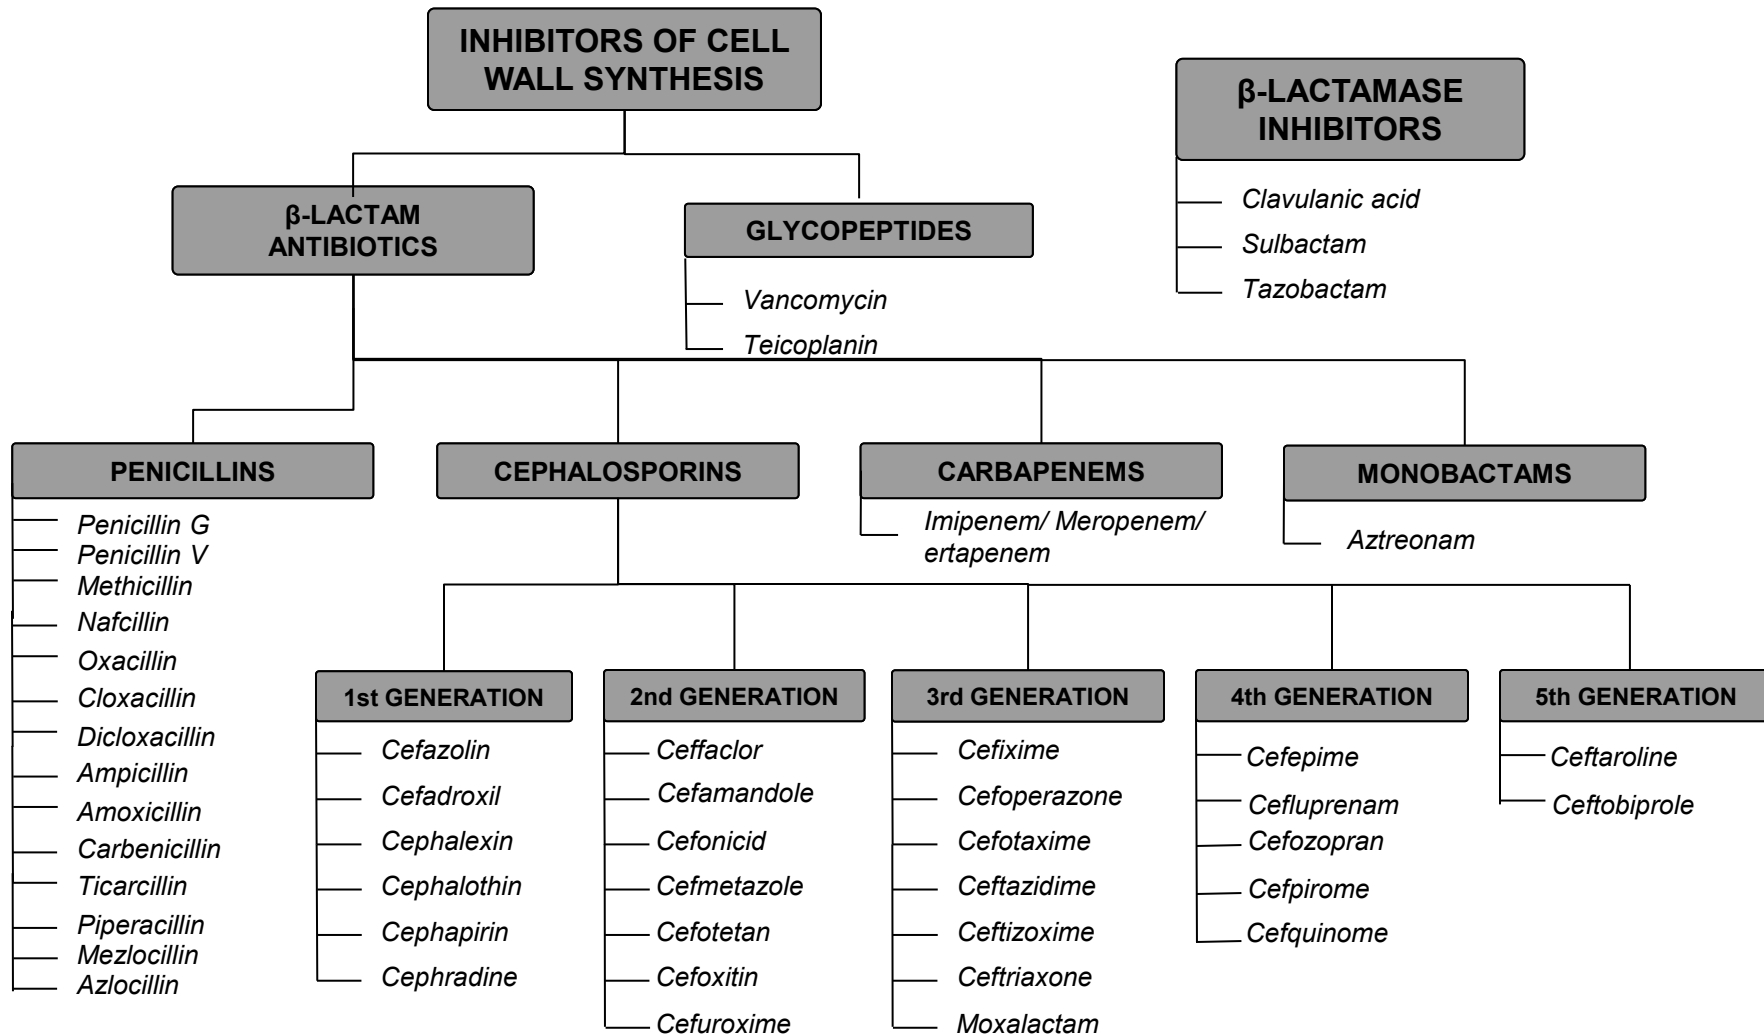 INHIBITORS OF CELL
WALL SYNTHESIS
β-LACTAMASE
INHIBITORS
Clavulanic acid
Sulbactam
Tazobactam
β-LACTAM
ANTIBIOTICS
GLYCOPEPTIDES
Vancomycin
Teicoplanin
PENICILLINS
Penicillin G
Penicillin V
Methicillin
Nafcillin
Oxacillin
Cloxacillin
Dicloxacillin
Ampicillin
Amoxicillin
Carbenicillin
Ticarcillin
Piperacillin
Mezlocillin
Azlocillin
CEPHALOSPORINS
CARBAPENEMS
Imipenem/ Meropenem/
ertapenem
MONOBACTAMS
Aztreonam
1st GENERATION
Cefazolin
Cefadroxil
Cephalexin
Cephalothin
Cephapirin
Cephradine
2nd GENERATION
Ceffaclor
Cefamandole
Cefonicid
Cefmetazole
Cefotetan
Cefoxitin
Cefuroxime
3rd GENERATION
Cefixime
Cefoperazone
Cefotaxime
Ceftazidime
Ceftizoxime
Ceftriaxone
Moxalactam
4th GENERATION
Cefepime
Cefluprenam
Cefozopran
Cefpirome
Cefquinome
5th GENERATION
Ceftaroline
Ceftobiprole